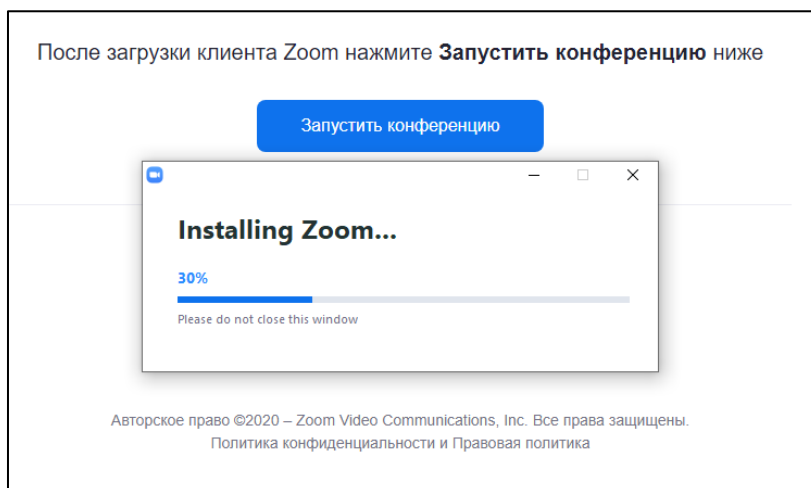 После загрузки клиента Zoom нажмите Запустить конференцию ниже
Запустить конференцию
Installing Zoom...
30%
Please do not close this window
Авторское право ©2020 – Zoom Video Communications, Inc. Все права защищены.
Политика конфиденциальности и Правовая политика